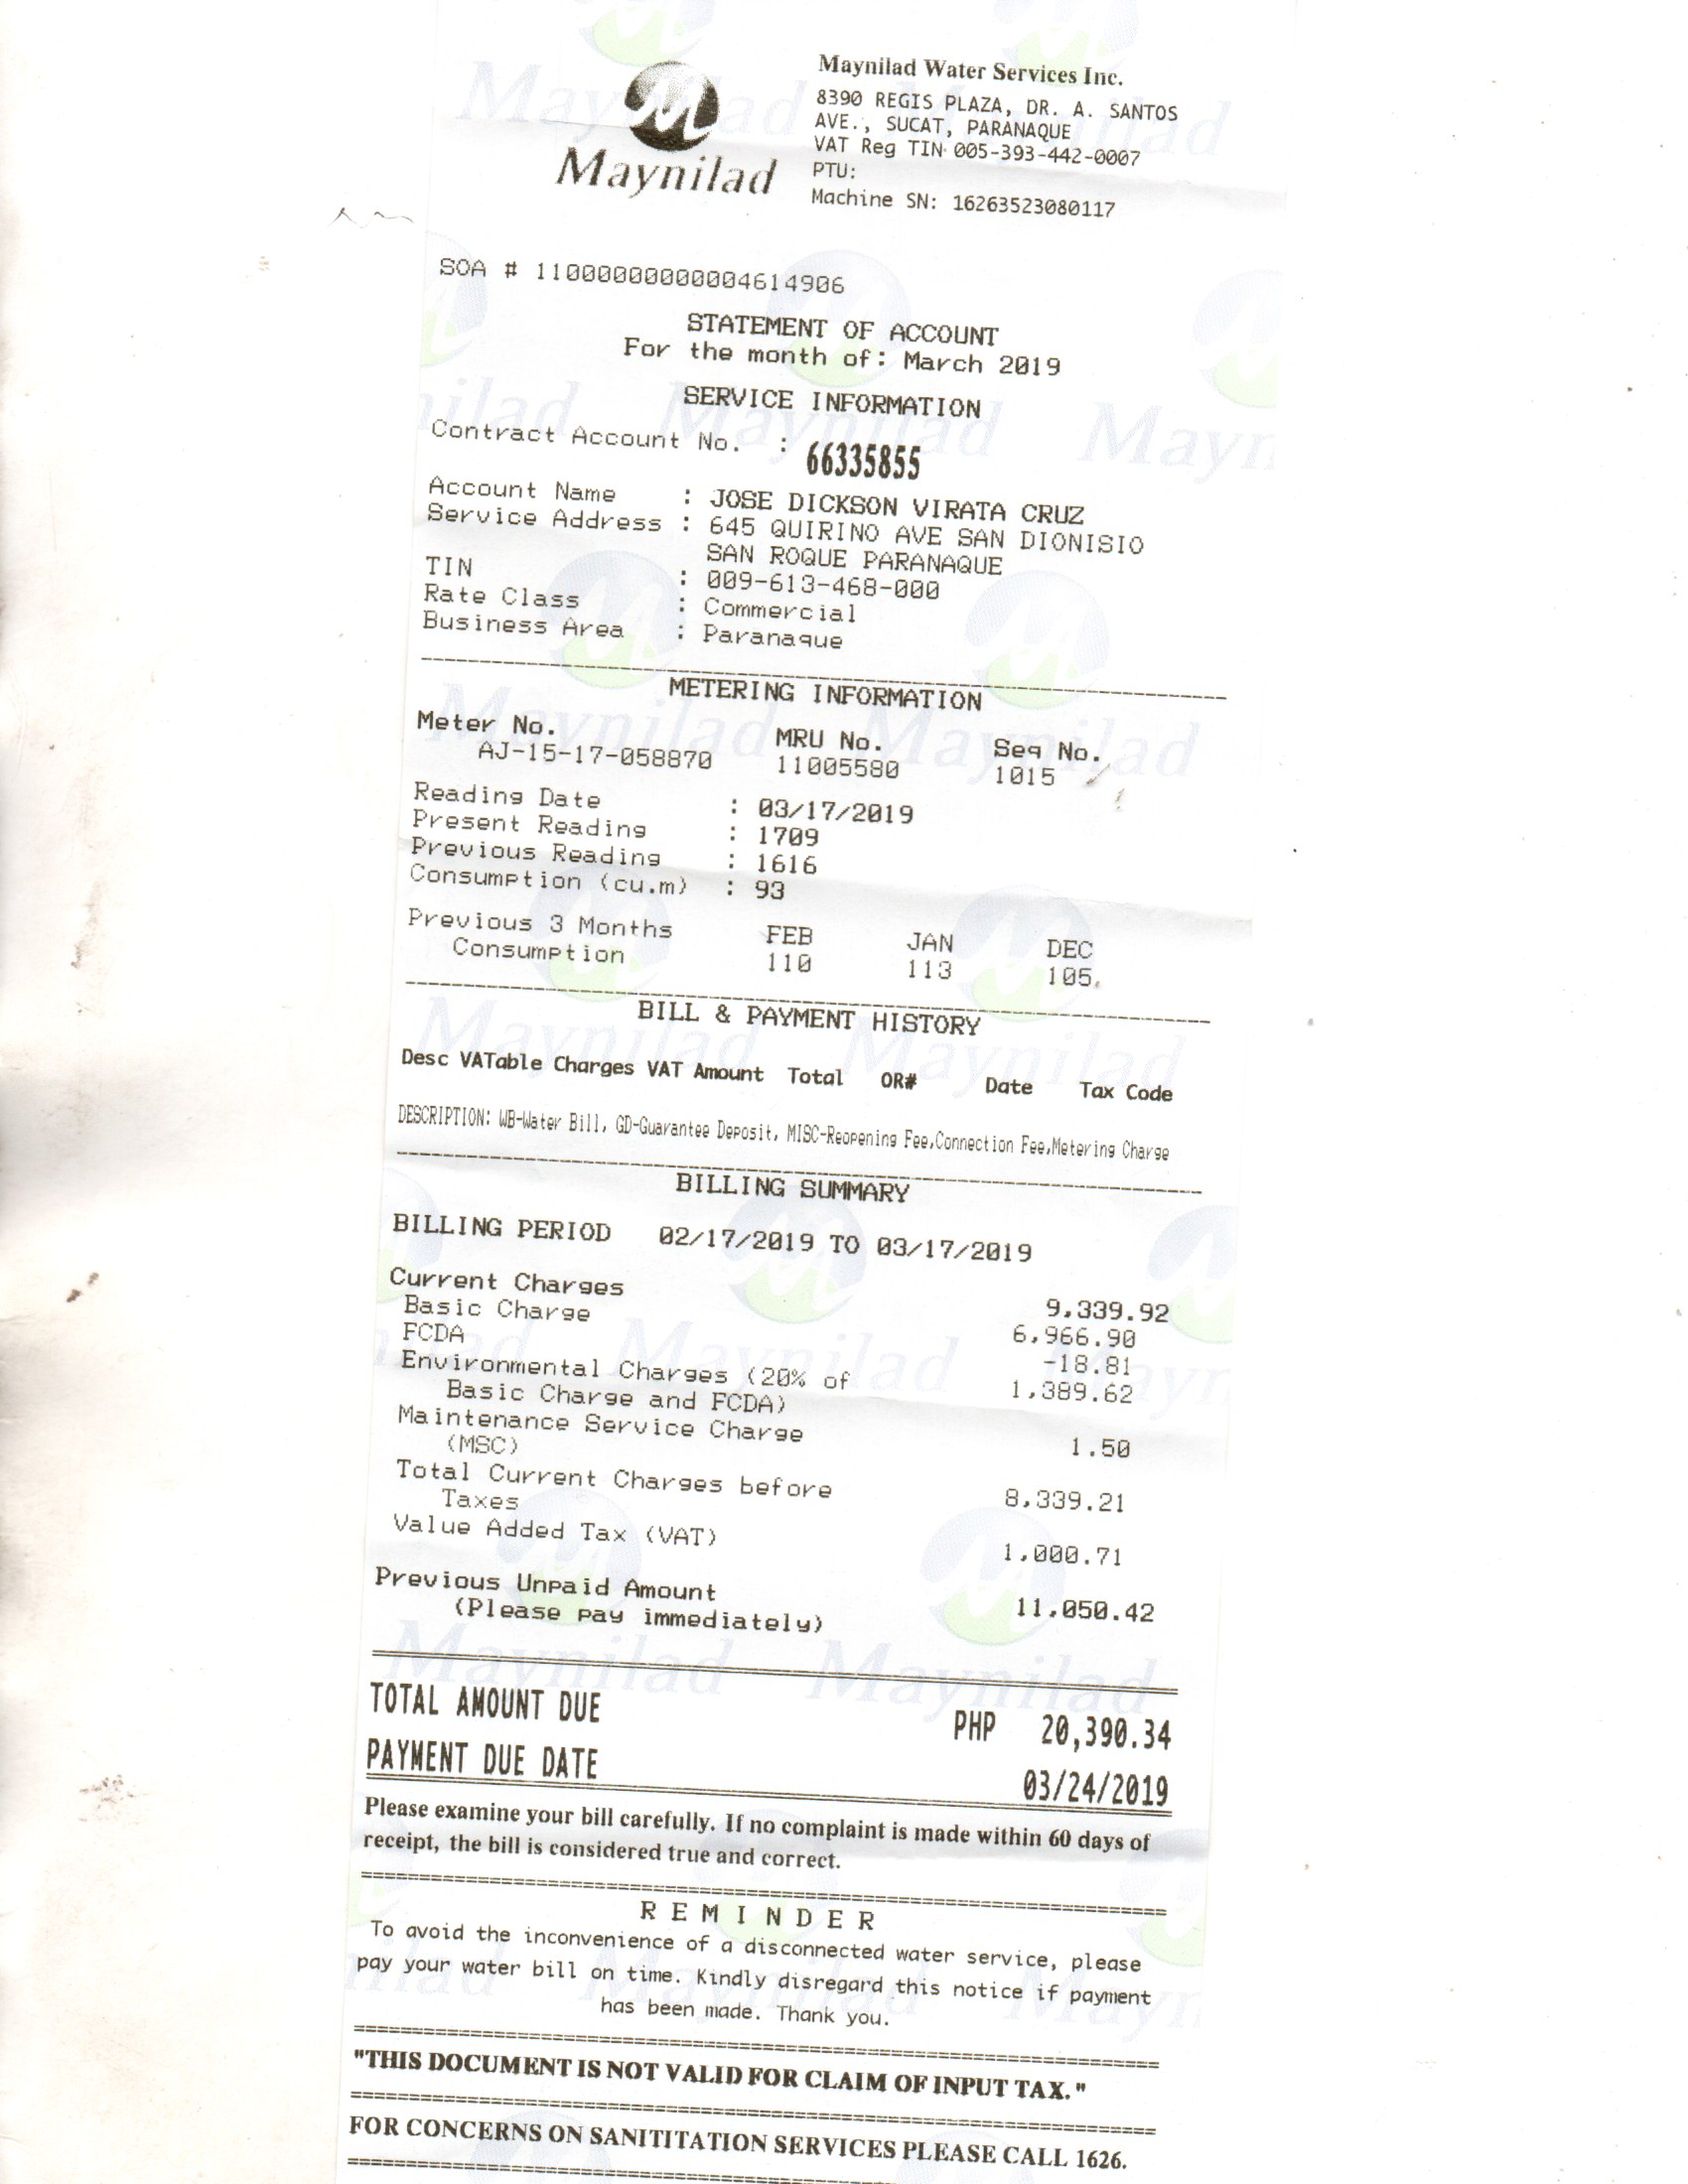 Maynilad
Maynilad Water Services Inc.
8390 REGIS PLAZA, DR. A. SANTOS
AVE., SUCAT, PARANAQUE
VAT Reg TIN 005-393-442-0007
PTU:
Machine SN: 16263523080117
SOA # 11000000000004614906
STATEMENT OF ACCOUNT
For the month of: March 2019
SERVICE INFORMATION
Contract Account No. : 66335855
Account Name : JOSE DICKSON VIRATA CRUZ
Service Address : 645 QUIRINO AVE SAN DIONISIO
SAN ROQUE PARANAQUE
TIN : 009-613-468-000
Rate Class : Commercial
Business Area : Paranaque
METERING INFORMATION
Meter No. MRU No. Seq No.
AJ-15-17-058870 11005580 1015
Reading Date : 03/17/2019
Present Reading : 1709
Previous Reading : 1616
Consumption (cu.m) : 93
Previous 3 Months FEB JAN DEC
Consumption 110 113 105
BILL & PAYMENT HISTORY
Desc VATable Charges VAT Amount Total OR# Date Tax Code
DESCRIPTION: WB-Water Bill, GD-Guarantee Deposit, MISC-Reopening Fee,Connection Fee,Metering Charge
BILLING SUMMARY
BILLING PERIOD 02/17/2019 TO 03/17/2019
Current Charges 9,339.92
Basic Charge 6,966.90
FCDA -18.81
Environmental Charges (20% of 1,389.62
Basic Charge and FCDA)
Maintenance Service Charge 1.50
(MSC)
Total Current Charges before 8,339.21
Taxes
Value Added Tax (VAT) 1,000.71
Previous Unpaid Amount 11,050.42
(Please pay immediately)
TOTAL AMOUNT DUE PHP 20,390.34
PAYMENT DUE DATE 03/24/2019
Please examine your bill carefully. If no complaint is made within 60 days of
receipt, the bill is considered true and correct.
REMINDER
To avoid the inconvenience of a disconnected water service, please
pay your water bill on time. Kindly disregard this notice if payment
has been made. Thank you.
"THIS DOCUMENT IS NOT VALID FOR CLAIM OF INPUT TAX."
FOR CONCERNS ON SANITITATION SERVICES PLEASE CALL 1626.